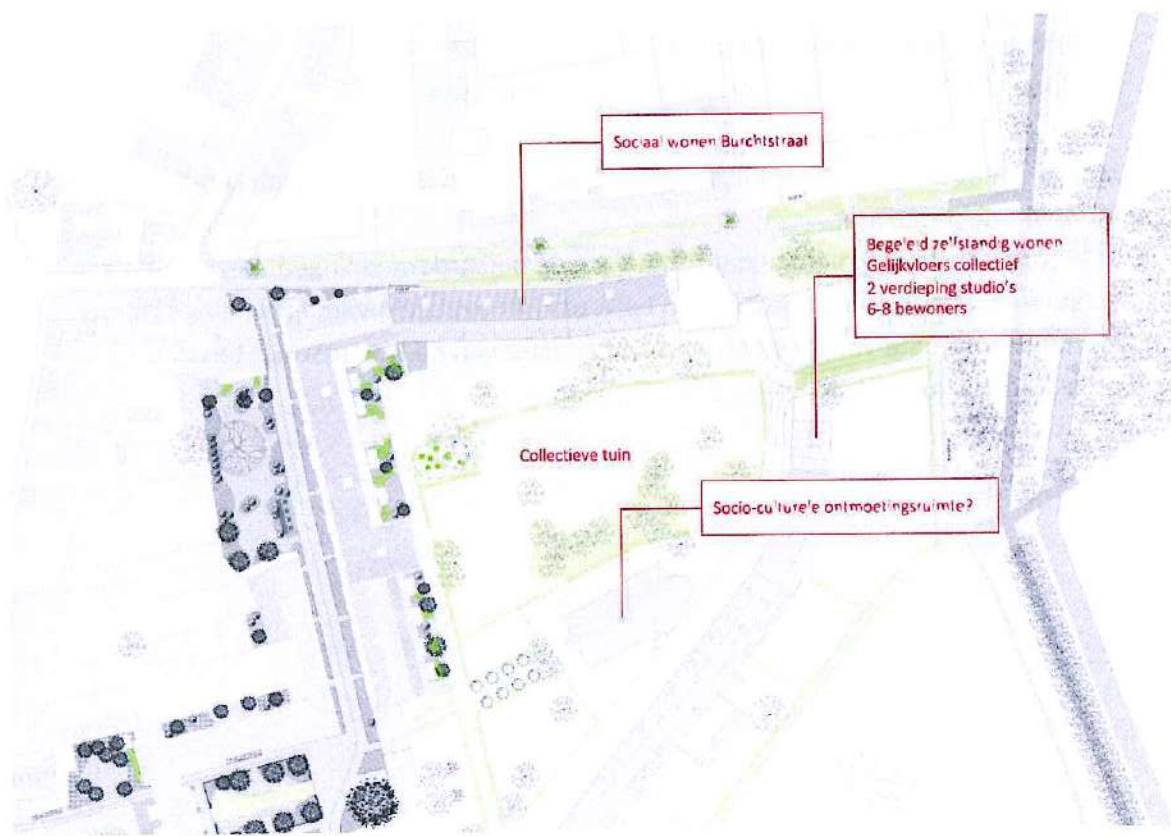 Sociaal wonen Burchtstraat
Begeleid zelfstandig wonen
Gelijkvloers collectief
2 verdieping studio's
6-8 bewoners
Collectieve tuin
Socio-culturele ontmoetingsruimte?